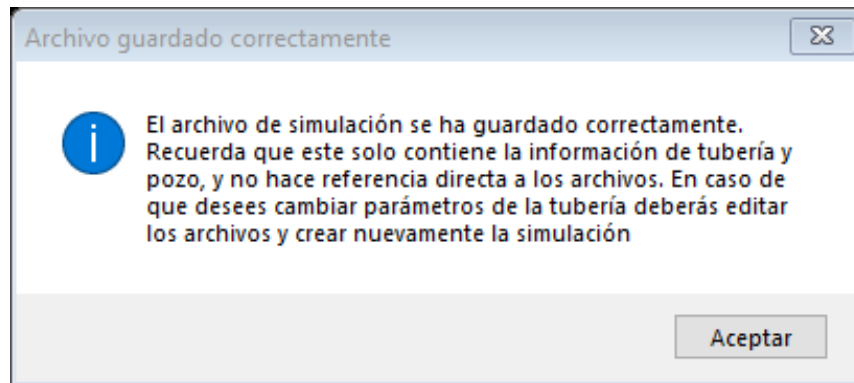 Archivo guardado correctamente
El archivo de simulación se ha guardado correctamente.
Recuerda que este solo contiene la información de tubería y
pozo, y no hace referencia directa a los archivos. En caso de
que desees cambiar parámetros de la tubería deberás editar
los archivos y crear nuevamente la simulación
Aceptar